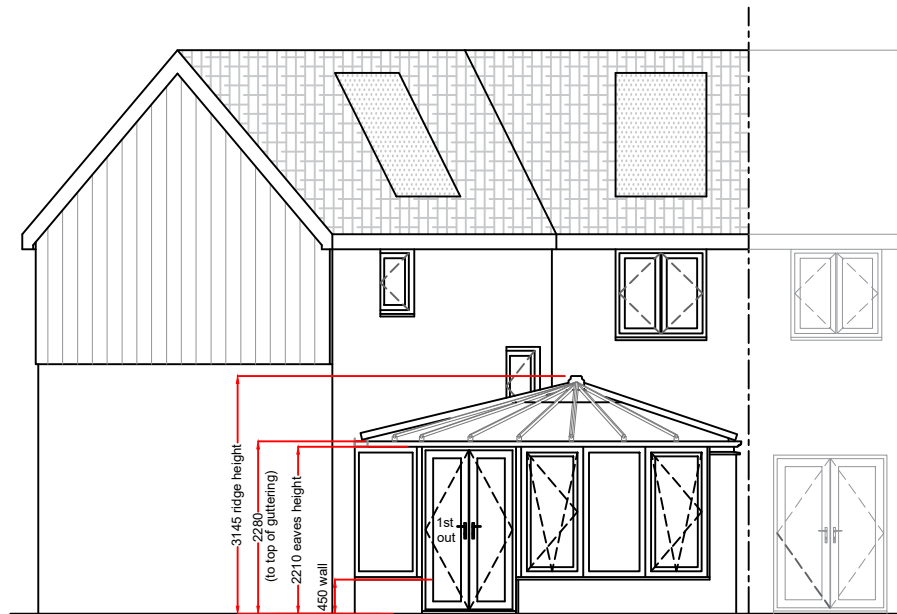 3145 ridge height
2280
(to top of guttering)
2210 eaves height
450 wall
1st
out